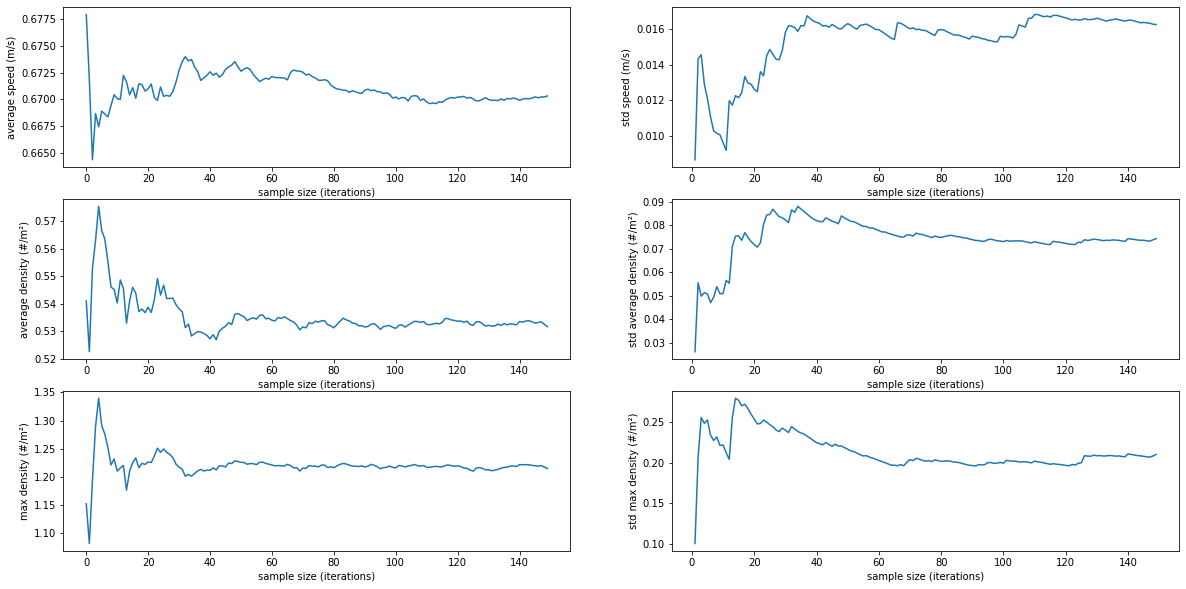 average speed (m/s)
0.6775
0.6750
0.6725
0.6700
0.6675
0.6650
0 20 40 60 80 100 120 140
sample size (iterations)
std speed (m/s)
0.016
0.014
0.012
0.010
0 20 40 60 80 100 120 140
sample size (iterations)
average density (#/m²)
0.57
0.56
0.55
0.54
0.53
0.52
0 20 40 60 80 100 120 140
sample size (iterations)
std average density (#/m²)
0.09
0.08
0.07
0.06
0.05
0.04
0.03
0 20 40 60 80 100 120 140
sample size (iterations)
max density (#/m²)
1.35
1.30
1.25
1.20
1.15
1.10
0 20 40 60 80 100 120 140
sample size (iterations)
std max density (#/m²)
0.25
0.20
0.15
0.10
0 20 40 60 80 100 120 140
sample size (iterations)